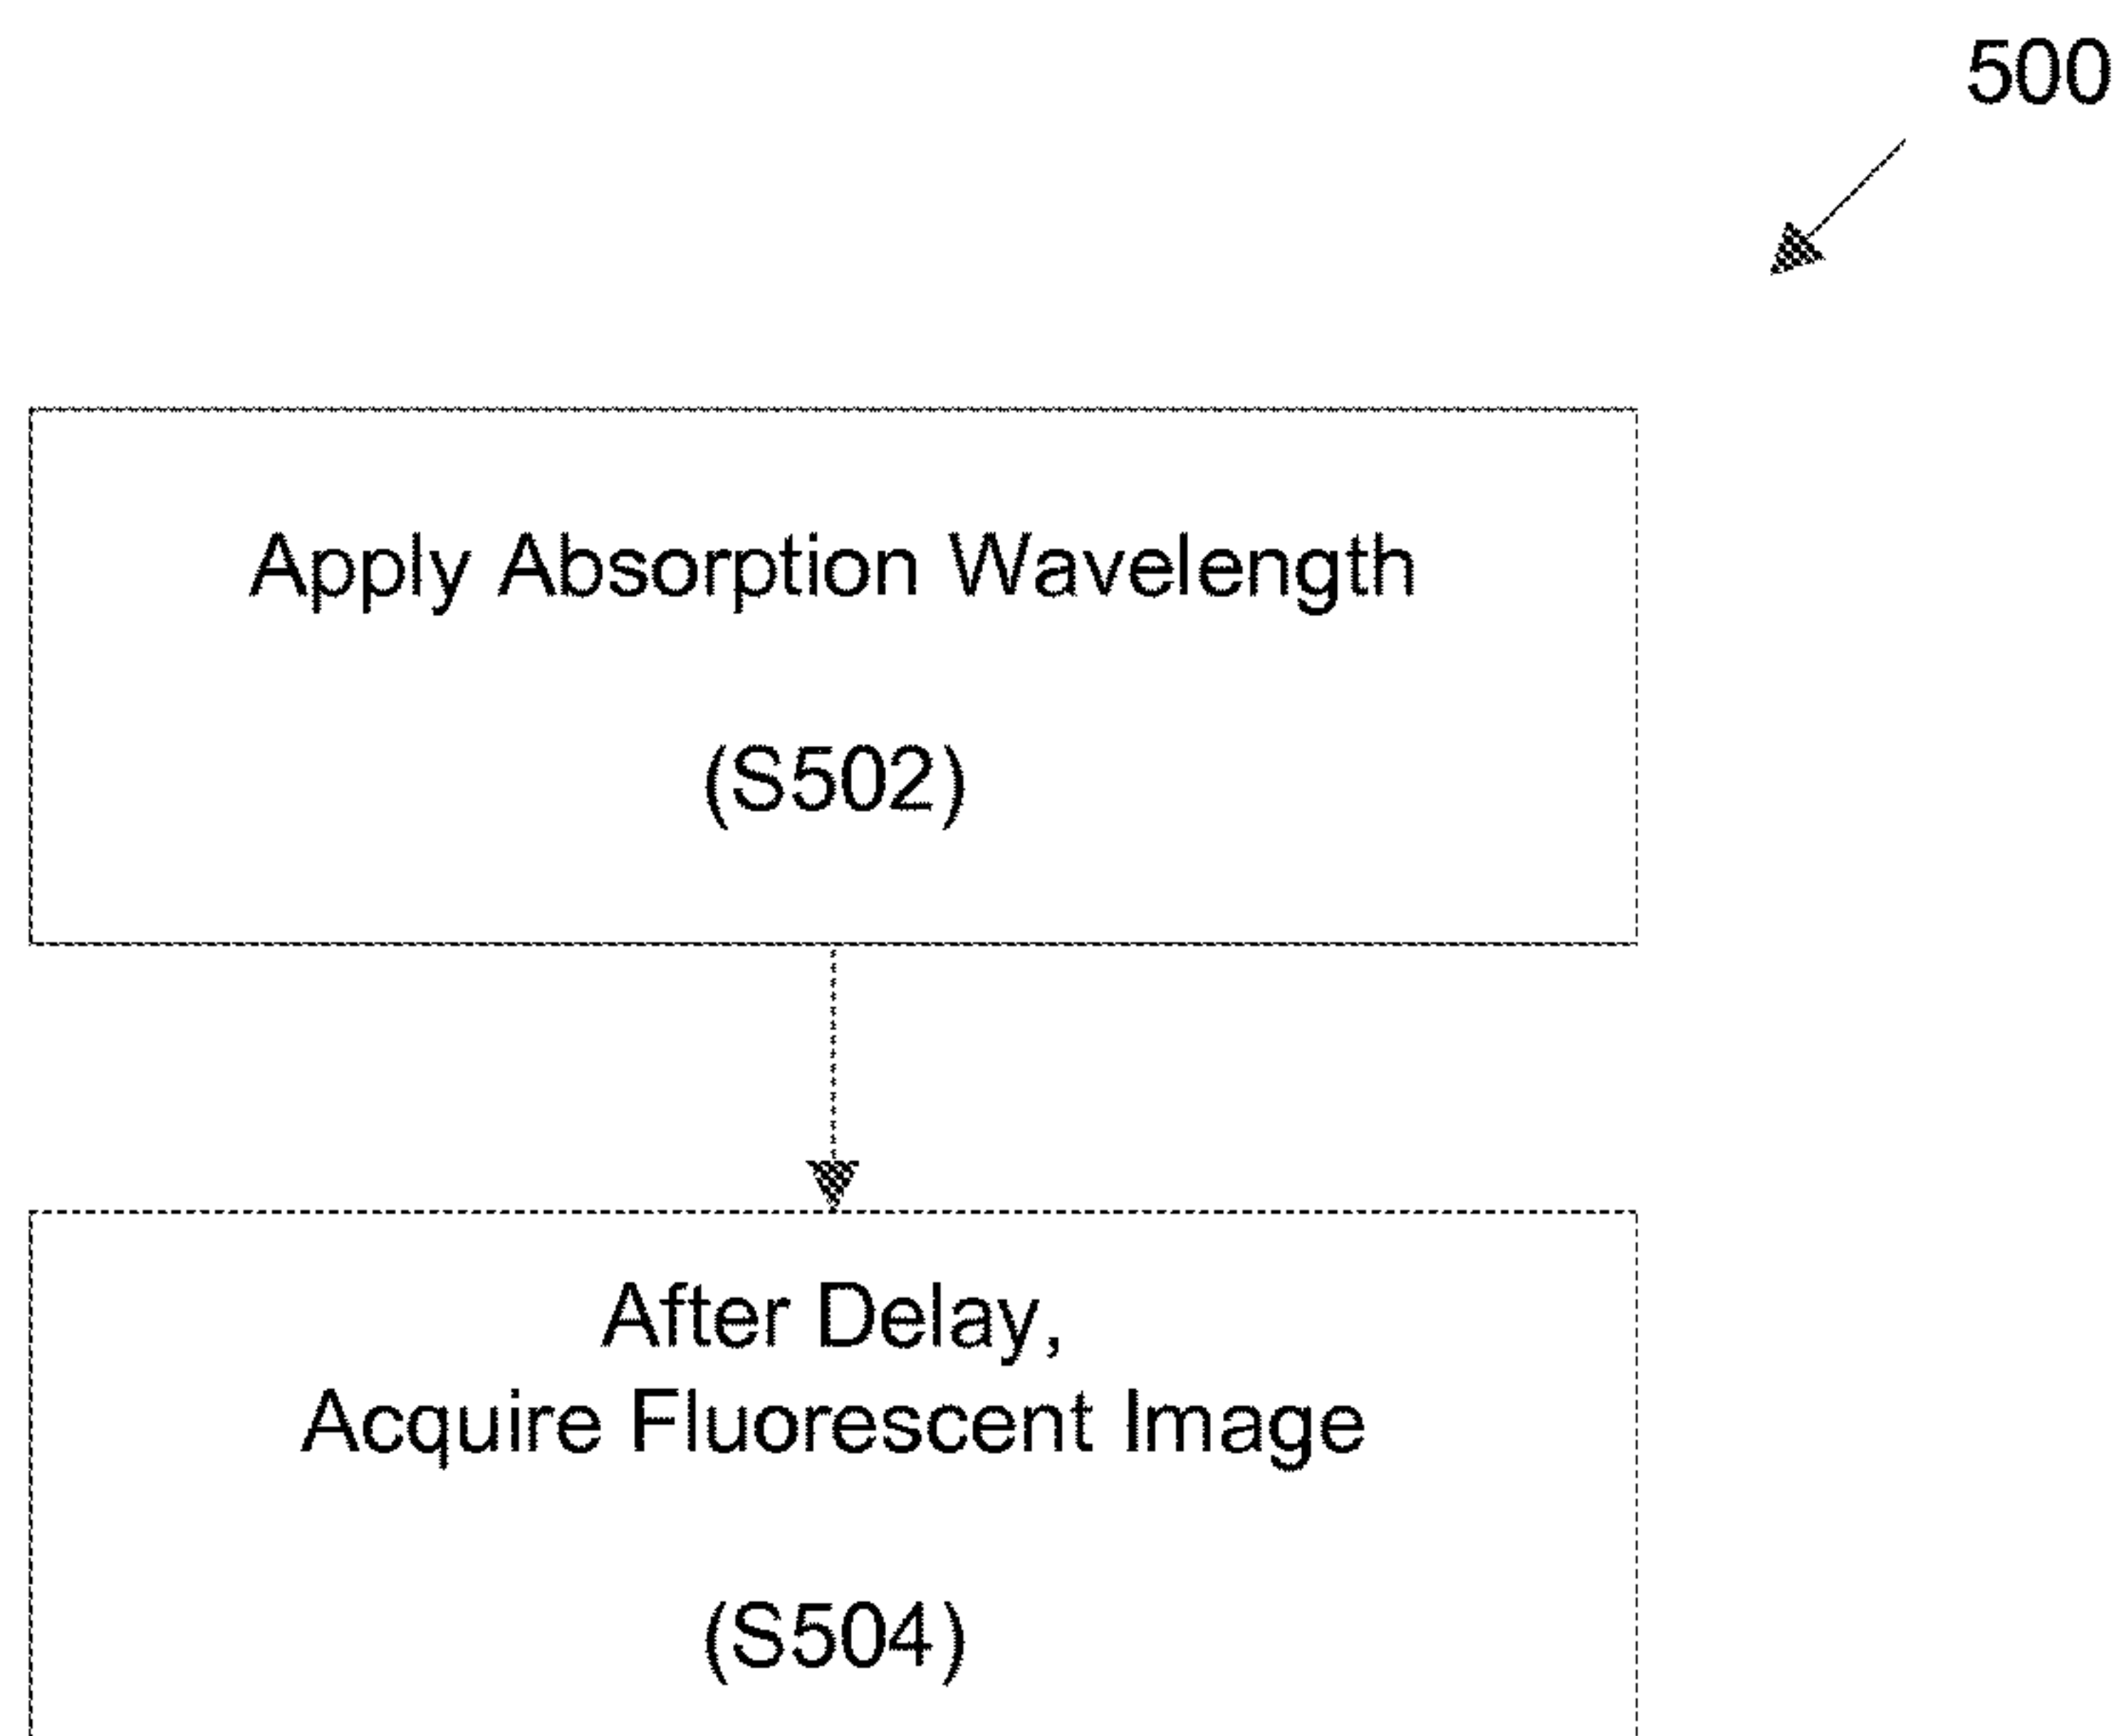 500
Apply Absorption Wavelength
(S502)
After Delay,
Acquire Fluorescent Image
(S504)